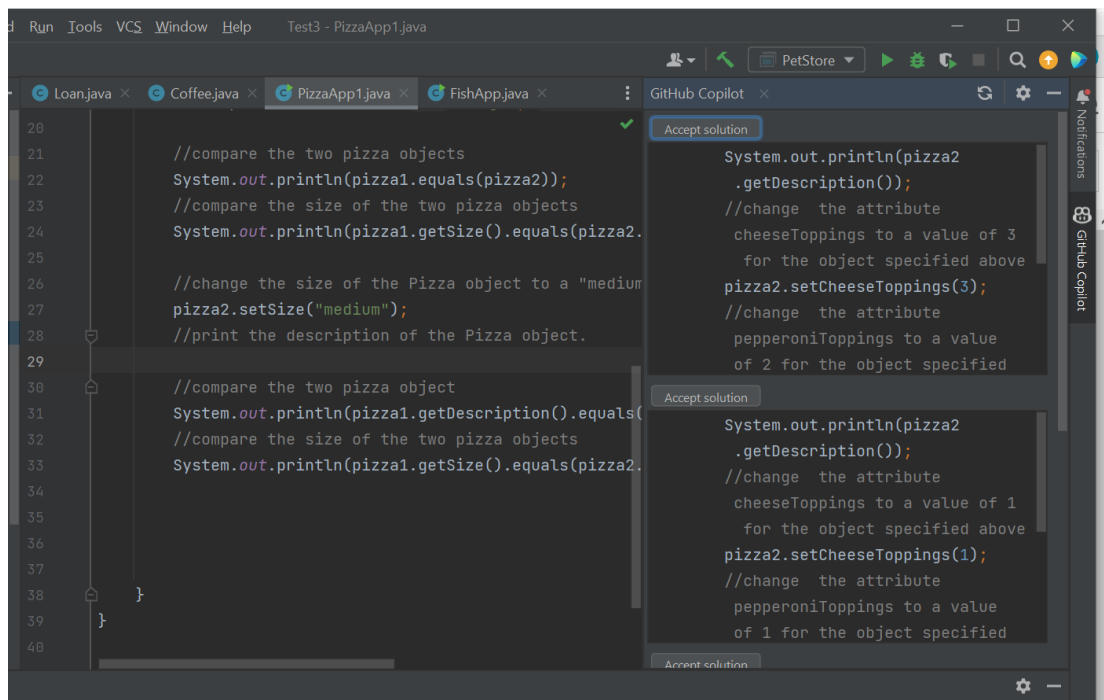 Run Tools VCS Window Help Test3 - PizzaApp1.java
PetStore
Loan.java Coffee.java PizzaApp1.java FishApp.java
20
21 //compare the two pizza objects
22 System.out.println(pizza1.equals(pizza2));
23 //compare the size of the two pizza objects
24 System.out.println(pizza1.getSize().equals(pizza2.
25
26 //change the size of the Pizza object to a "medium
27 pizza2.setSize("medium");
28 //print the description of the Pizza object.
29
30 //compare the two pizza object
31 System.out.println(pizza1.getDescription().equals(
32 //compare the size of the two pizza objects
33 System.out.println(pizza1.getSize().equals(pizza2.
34
35
36
37
38 }
39 }
40
GitHub Copilot
Accept solution
System.out.println(pizza2
.getDescription());
//change  the attribute
cheeseToppings to a value of 3
for the object specified above
pizza2.setCheeseToppings(3);
//change  the attribute
pepperoniToppings to a value
of 2 for the object specified
Accept solution
System.out.println(pizza2
.getDescription());
//change  the attribute
cheeseToppings to a value of 1
for the object specified above
pizza2.setCheeseToppings(1);
//change  the attribute
pepperoniToppings to a value
of 1 for the object specified
Accept solution
Notifications
GitHub Copilot